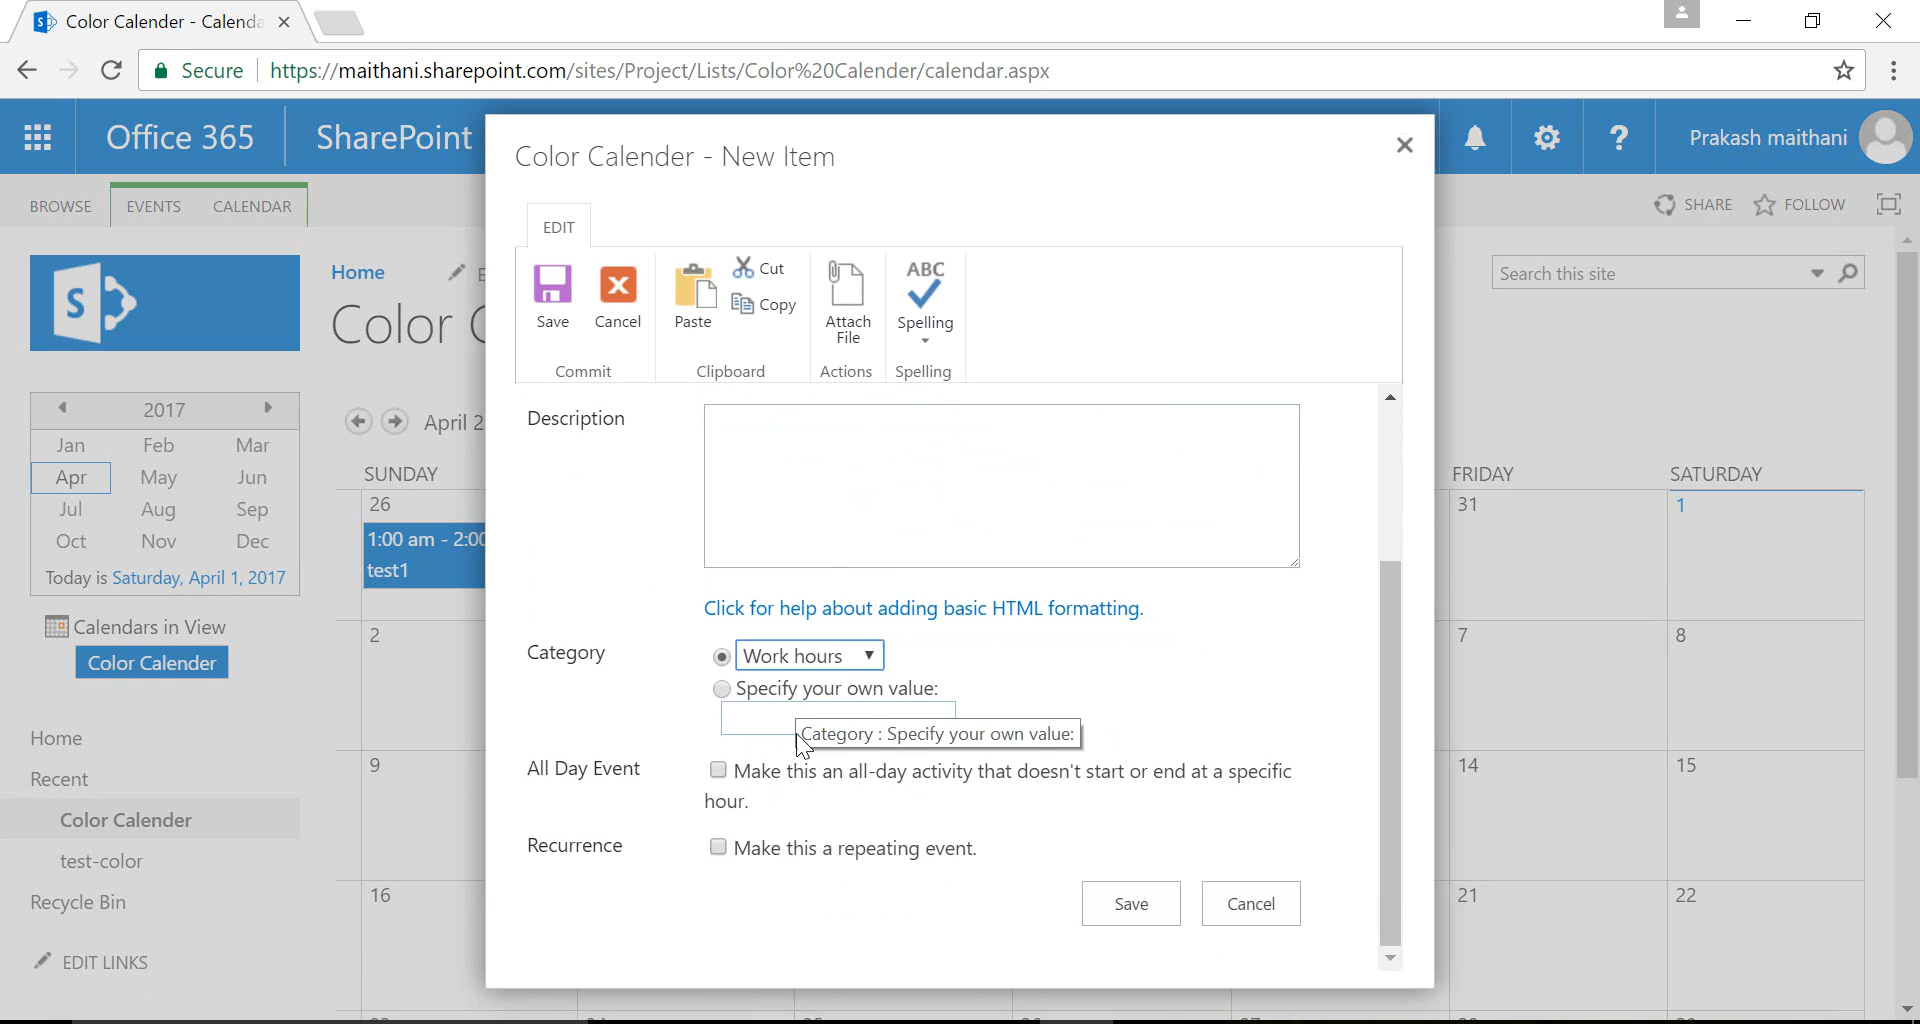 Color Calender - Calenda
Secure https://maithani.sharepoint.com/sites/Project/Lists/Color%20Calender/calendar.aspx
Office 365 SharePoint
Prakash maithani
BROWSE EVENTS CALENDAR
SHARE FOLLOW
Home
Color C
Search this site
2017
Jan Feb Mar
Apr May Jun
Jul Aug Sep
Oct Nov Dec
Today is Saturday, April 1, 2017
Calendars in View
Color Calender
Home
Recent
Color Calender
test-color
Recycle Bin
EDIT LINKS
April 2
SUNDAY
26
1:00 am - 2:00
test1
2
9
16
Color Calender - New Item
EDIT
Save
Cancel
Commit
Paste
Cut
Copy
Clipboard
Attach
File
Actions
ABC
Spelling
Spelling
Description
Click for help about adding basic HTML formatting.
Category
Work hours
Specify your own value:
Category : Specify your own value:
All Day Event
Make this an all-day activity that doesn't start or end at a specific
hour.
Recurrence
Make this a repeating event.
Save
Cancel
FRIDAY SATURDAY
31 1
7 8
14 15
21 22